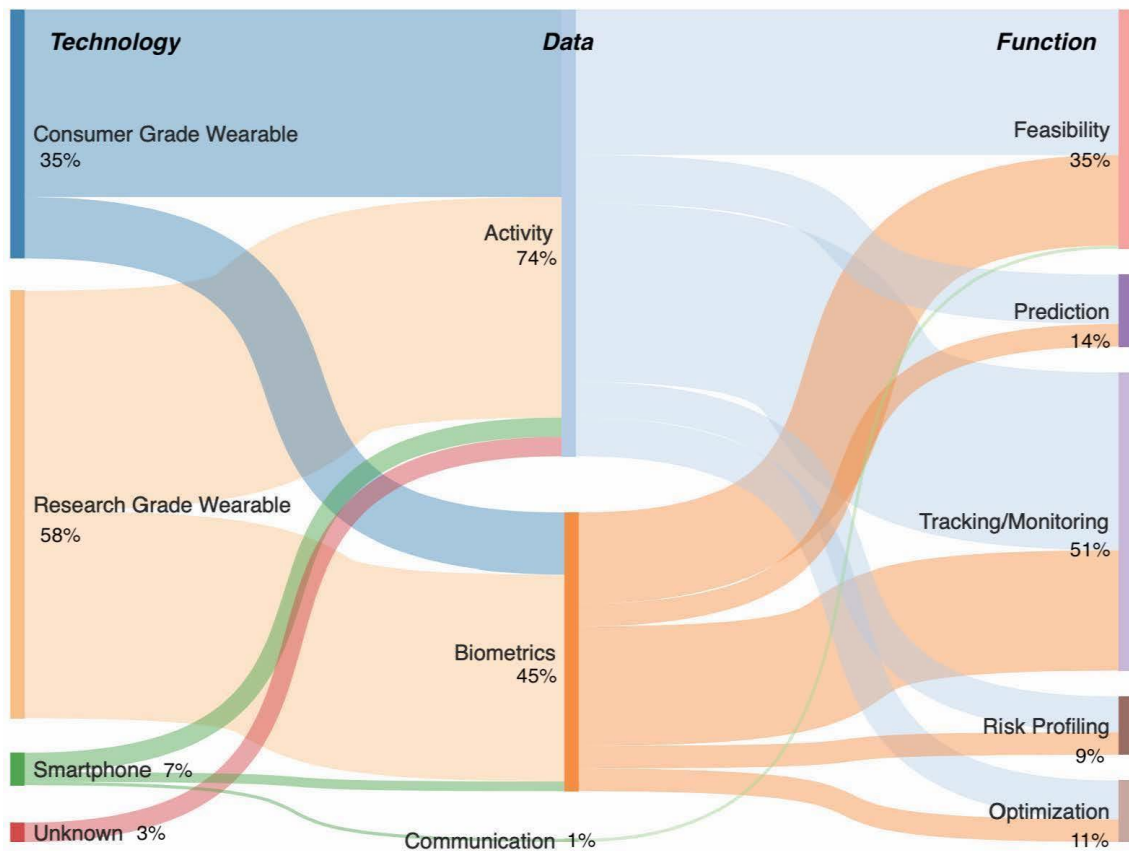 Technology
Data
Function
Consumer Grade Wearable
35%
Feasibility
35%
Activity
74%
Prediction
14%
Research Grade Wearable
58%
Tracking/Monitoring
51%
Biometrics
45%
Risk Profiling
9%
Smartphone 7%
Optimization
11%
Unknown 3%
Communication 1%